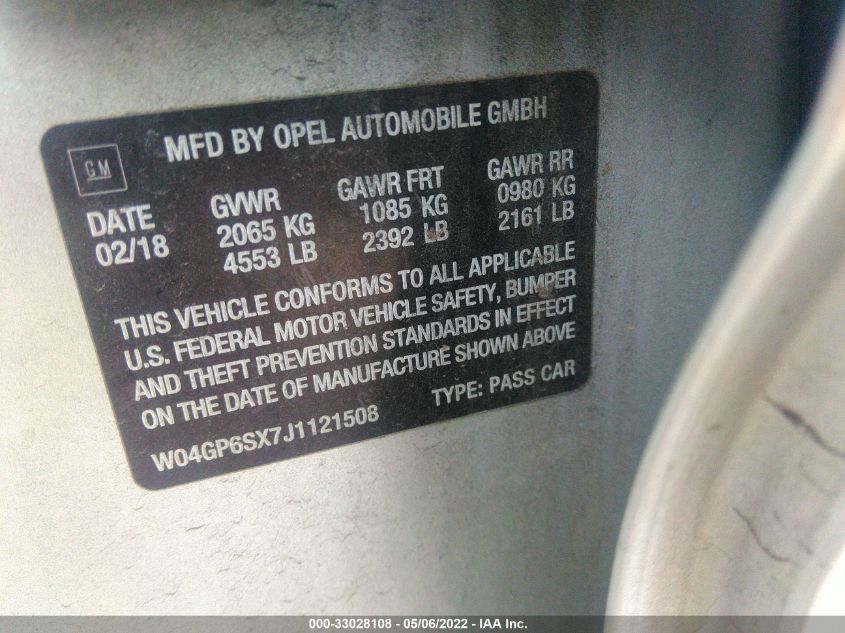 MFD BY OPEL AUTOMOBILE GMBH
GM
DATE
02/18
GVWR
2065 KG
4553 LB
GAWR FRT
1085 KG
2392 LB
GAWR RR
0980 KG
2161 LB
THIS VEHICLE CONFORMS TO ALL APPLICABLE
U.S. FEDERAL MOTOR VEHICLE SAFETY, BUMPER
AND THEFT PREVENTION STANDARDS IN EFFECT
ON THE DATE OF MANUFACTURE SHOWN ABOVE
W04GP6SX7J1121508 TYPE: PASS CAR
000-33028108 - 05/06/2022 - IAA Inc.